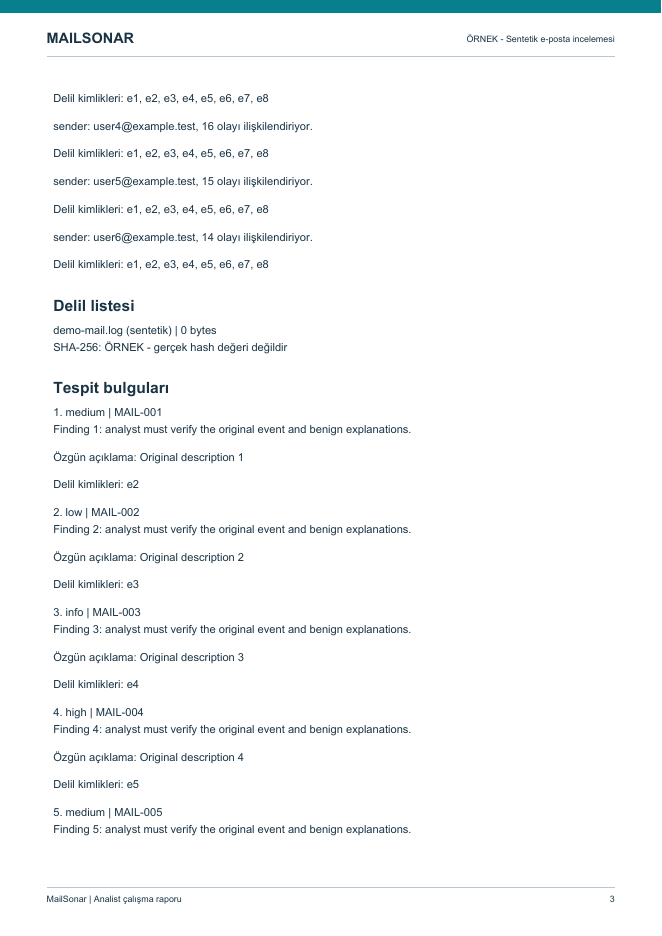 MAILSONAR
ÖRNEK - Sentetik e-posta incelemesi
Delil kimlikleri: e1, e2, e3, e4, e5, e6, e7, e8
sender: user4@example.test, 16 olayı ilişkilendiriyor.
Delil kimlikleri: e1, e2, e3, e4, e5, e6, e7, e8
sender: user5@example.test, 15 olayı ilişkilendiriyor.
Delil kimlikleri: e1, e2, e3, e4, e5, e6, e7, e8
sender: user6@example.test, 14 olayı ilişkilendiriyor.
Delil kimlikleri: e1, e2, e3, e4, e5, e6, e7, e8
Delil listesi
demo-mail.log (sentetik) | 0 bytes
SHA-256: ÖRNEK - gerçek hash değeri değildir
Tespit bulguları
1. medium | MAIL-001
Finding 1: analyst must verify the original event and benign explanations.
Özgün açıklama: Original description 1
Delil kimlikleri: e2
2. low | MAIL-002
Finding 2: analyst must verify the original event and benign explanations.
Özgün açıklama: Original description 2
Delil kimlikleri: e3
3. info | MAIL-003
Finding 3: analyst must verify the original event and benign explanations.
Özgün açıklama: Original description 3
Delil kimlikleri: e4
4. high | MAIL-004
Finding 4: analyst must verify the original event and benign explanations.
Özgün açıklama: Original description 4
Delil kimlikleri: e5
5. medium | MAIL-005
Finding 5: analyst must verify the original event and benign explanations.
MailSonar | Analist çalışma raporu
3